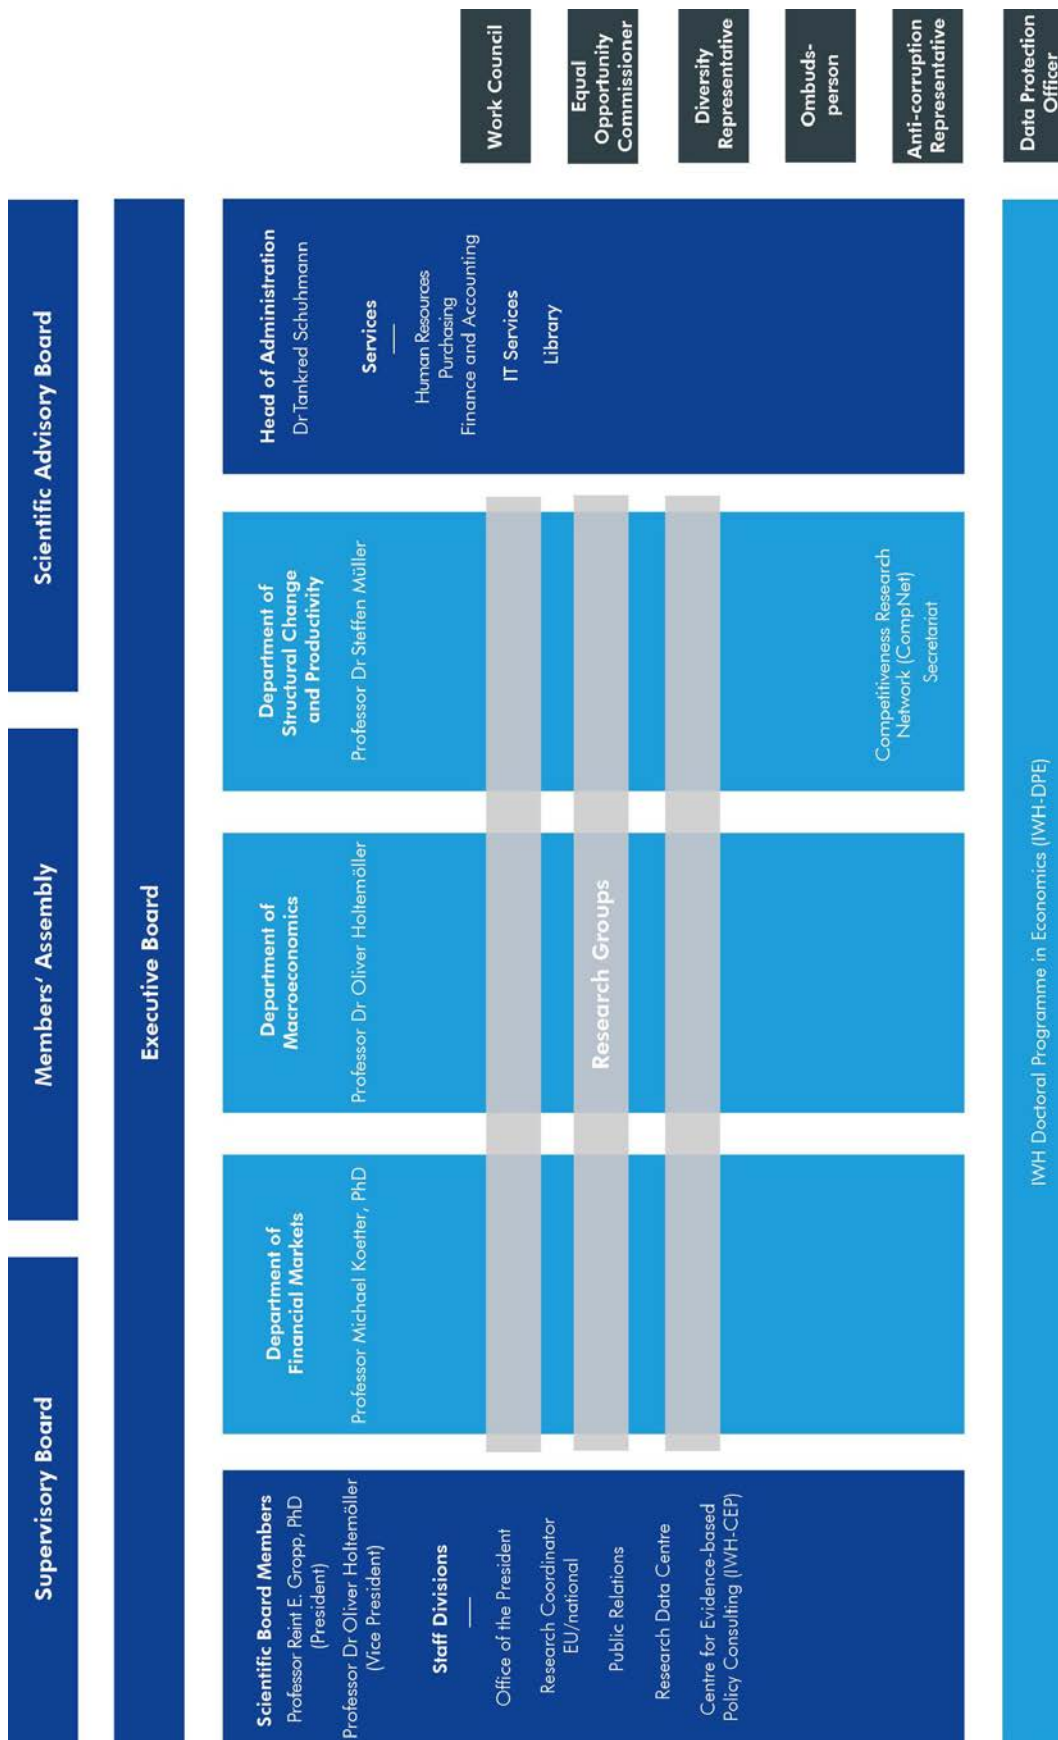 Supervisory Board
Members' Assembly
Scientific Advisory Board
Executive Board
Scientific Board Members
Professor Reint E. Gropp, PhD
(President)
Professor Dr Oliver Holtemöller
(Vice President)
Staff Divisions
Office of the President
Research Coordinator
EU/national
Public Relations
Research Data Centre
Centre for Evidence-based
Policy Consulting (IWH-CEP)
Department of
Financial Markets
Professor Michael Koetter, PhD
Department of
Macroeconomics
Professor Dr Oliver Holtemöller
Department of
Structural Change
and Productivity
Professor Dr Steffen Müller
Research Groups
Competitiveness Research
Network (CompNet)
Secretariat
Head of Administration
Dr Tankred Schuhmann
Services
Human Resources
Purchasing
Finance and Accounting
IT Services
Library
Work Council
Equal
Opportunity
Commissioner
Diversity
Representative
Ombuds-
person
Anti-corruption
Representative
Data Protection
Officer
IWH Doctoral Programme in Economics (IWH-DPE)